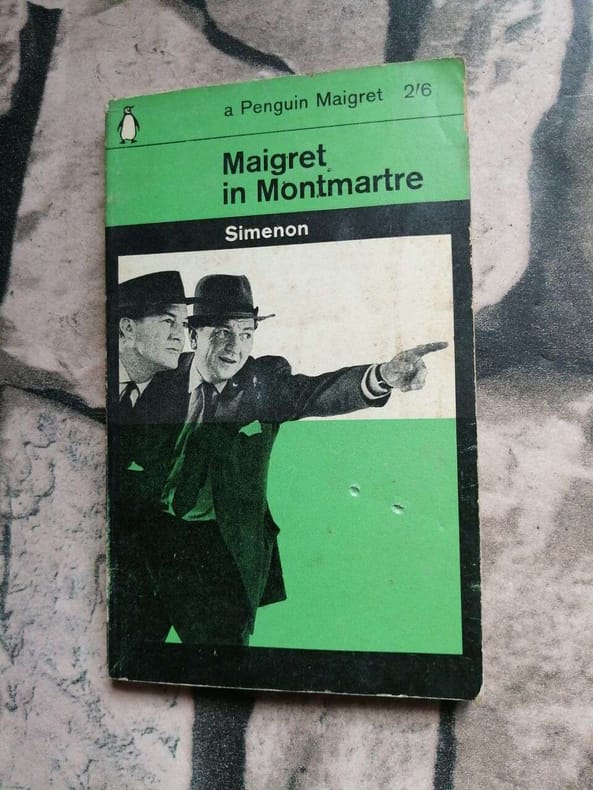 a Penguin Maigret 2'6
Maigret
in Montmartre
Simenon